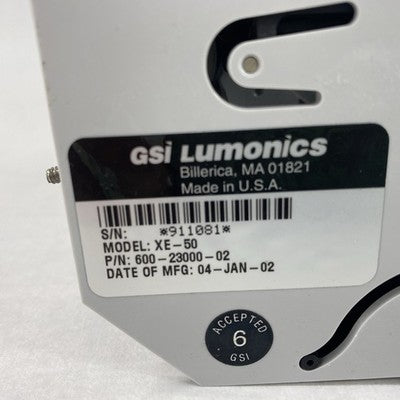 GSI Lumonics
Billerica, MA 01821
Made in U.S.A.
S/N: *911081*
MODEL: XE-50
P/N: 600-23000-02
DATE OF MFG: 04-JAN-02
ACCEPTED
6
GSI